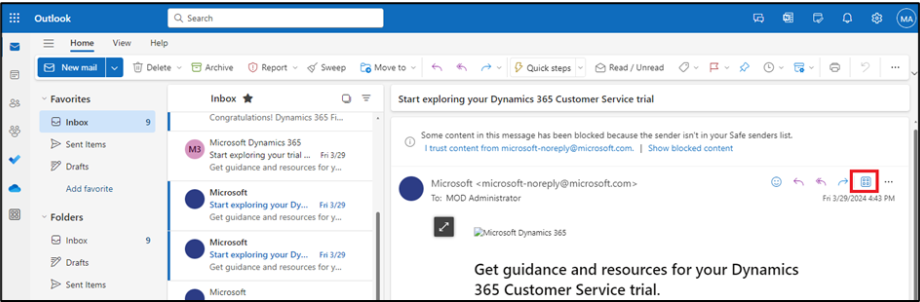 Outlook
Search
MA
Home View Help
New mail Delete Archive Report Sweep Move to Quick steps Read / Unread
Favorites
Inbox 9
Sent Items
Drafts
Add favorite
Folders
Inbox 9
Drafts
Sent Items
Inbox
Congratulations! Dynamics 365 Fi...
M3
Microsoft Dynamics 365
Start exploring your trial ... Fri 3/29
Get guidance and resources for y...
Microsoft
Start exploring your Dy... Fri 3/29
Get guidance and resources for y...
Microsoft
Start exploring your Dy... Fri 3/29
Get guidance and resources for y...
Microsoft
Start exploring your Dynamics 365 Customer Service trial
Some content in this message has been blocked because the sender isn't in your Safe senders list.
I trust content from microsoft-noreply@microsoft.com. | Show blocked content
Microsoft <microsoft-noreply@microsoft.com>
To: MOD Administrator
Fri 3/29/2024 4:43 PM
Microsoft Dynamics 365
Get guidance and resources for your Dynamics
365 Customer Service trial.